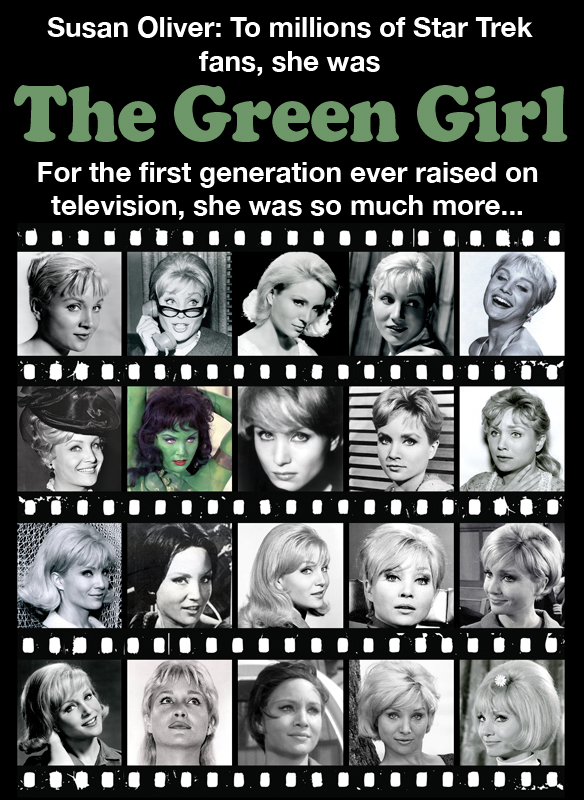 Susan Oliver: To millions of Star Trek
fans, she was
The Green Girl
For the first generation ever raised on
television, she was so much more...